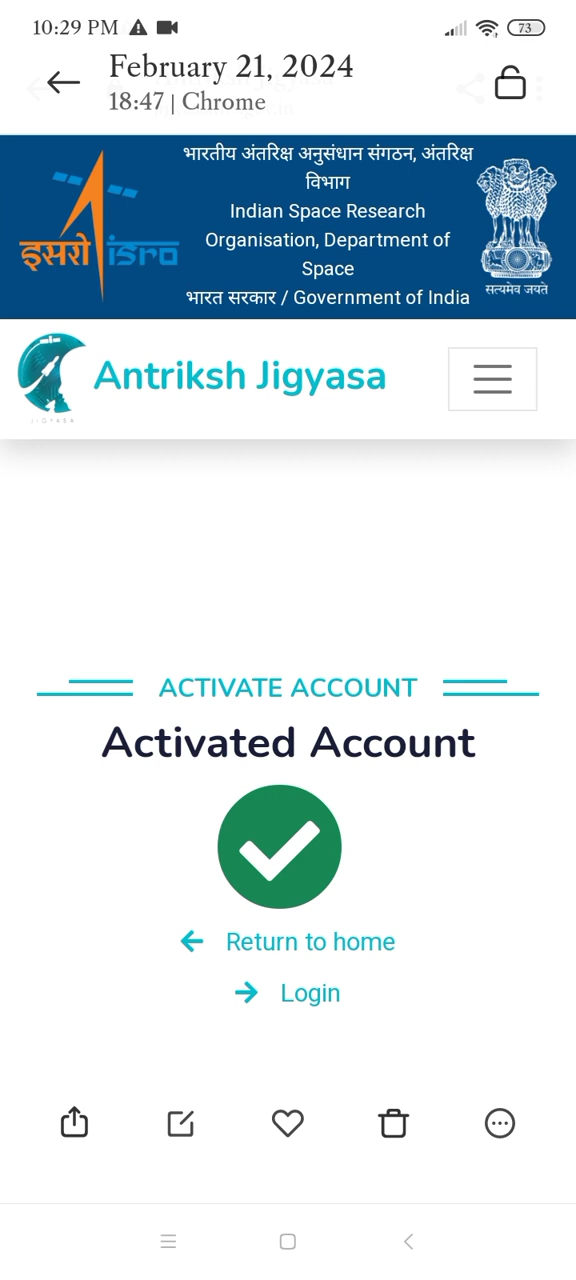 10:29 PM
73
February 21, 2024
18:47 | Chrome
भारतीय अंतरिक्ष अनुसंधान संगठन, अंतरिक्ष
विभाग
Indian Space Research
Organisation, Department of
Space
भारत सरकार / Government of India
इसरो isro
सत्यमेव जयते
Antriksh Jigyasa
JIGYASA
ACTIVATE ACCOUNT
Activated Account
Return to home
Login